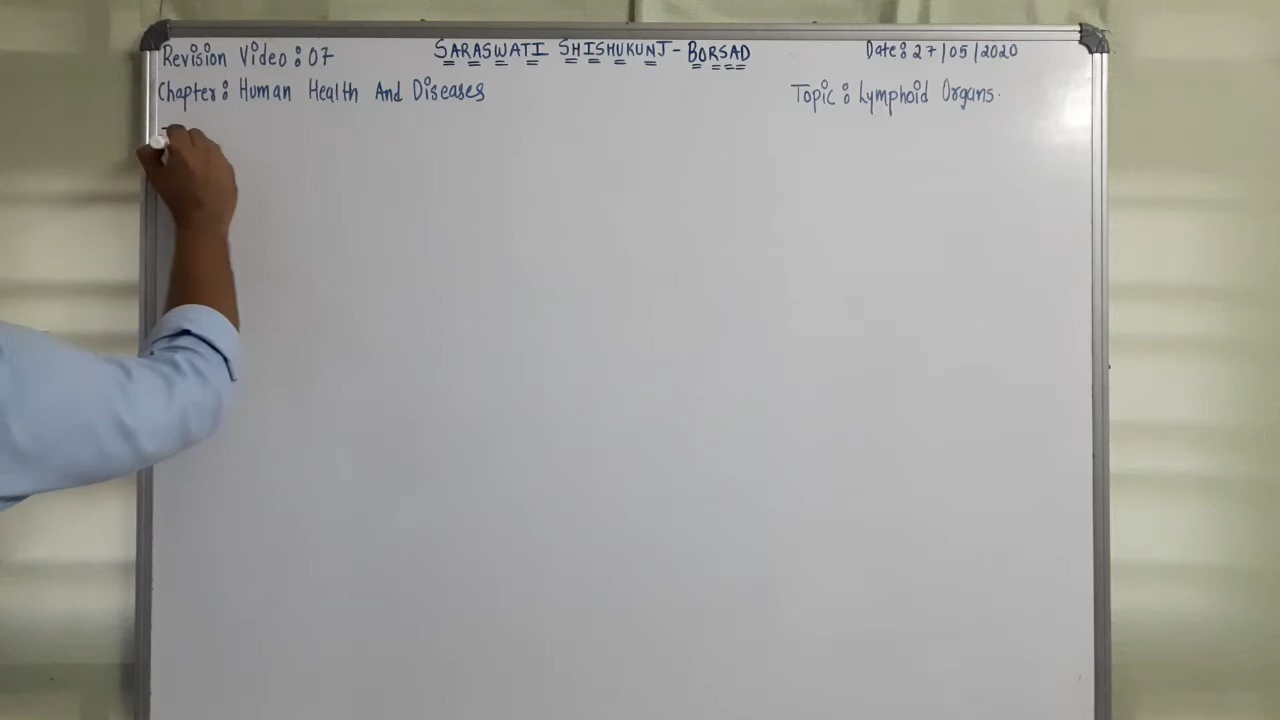 Revision Video : 07 SARASWATI SHISHUKUNJ - BORSAD Date : 27/05/2020
Chapter : Human Health And Diseases Topic : Lymphoid Organs.